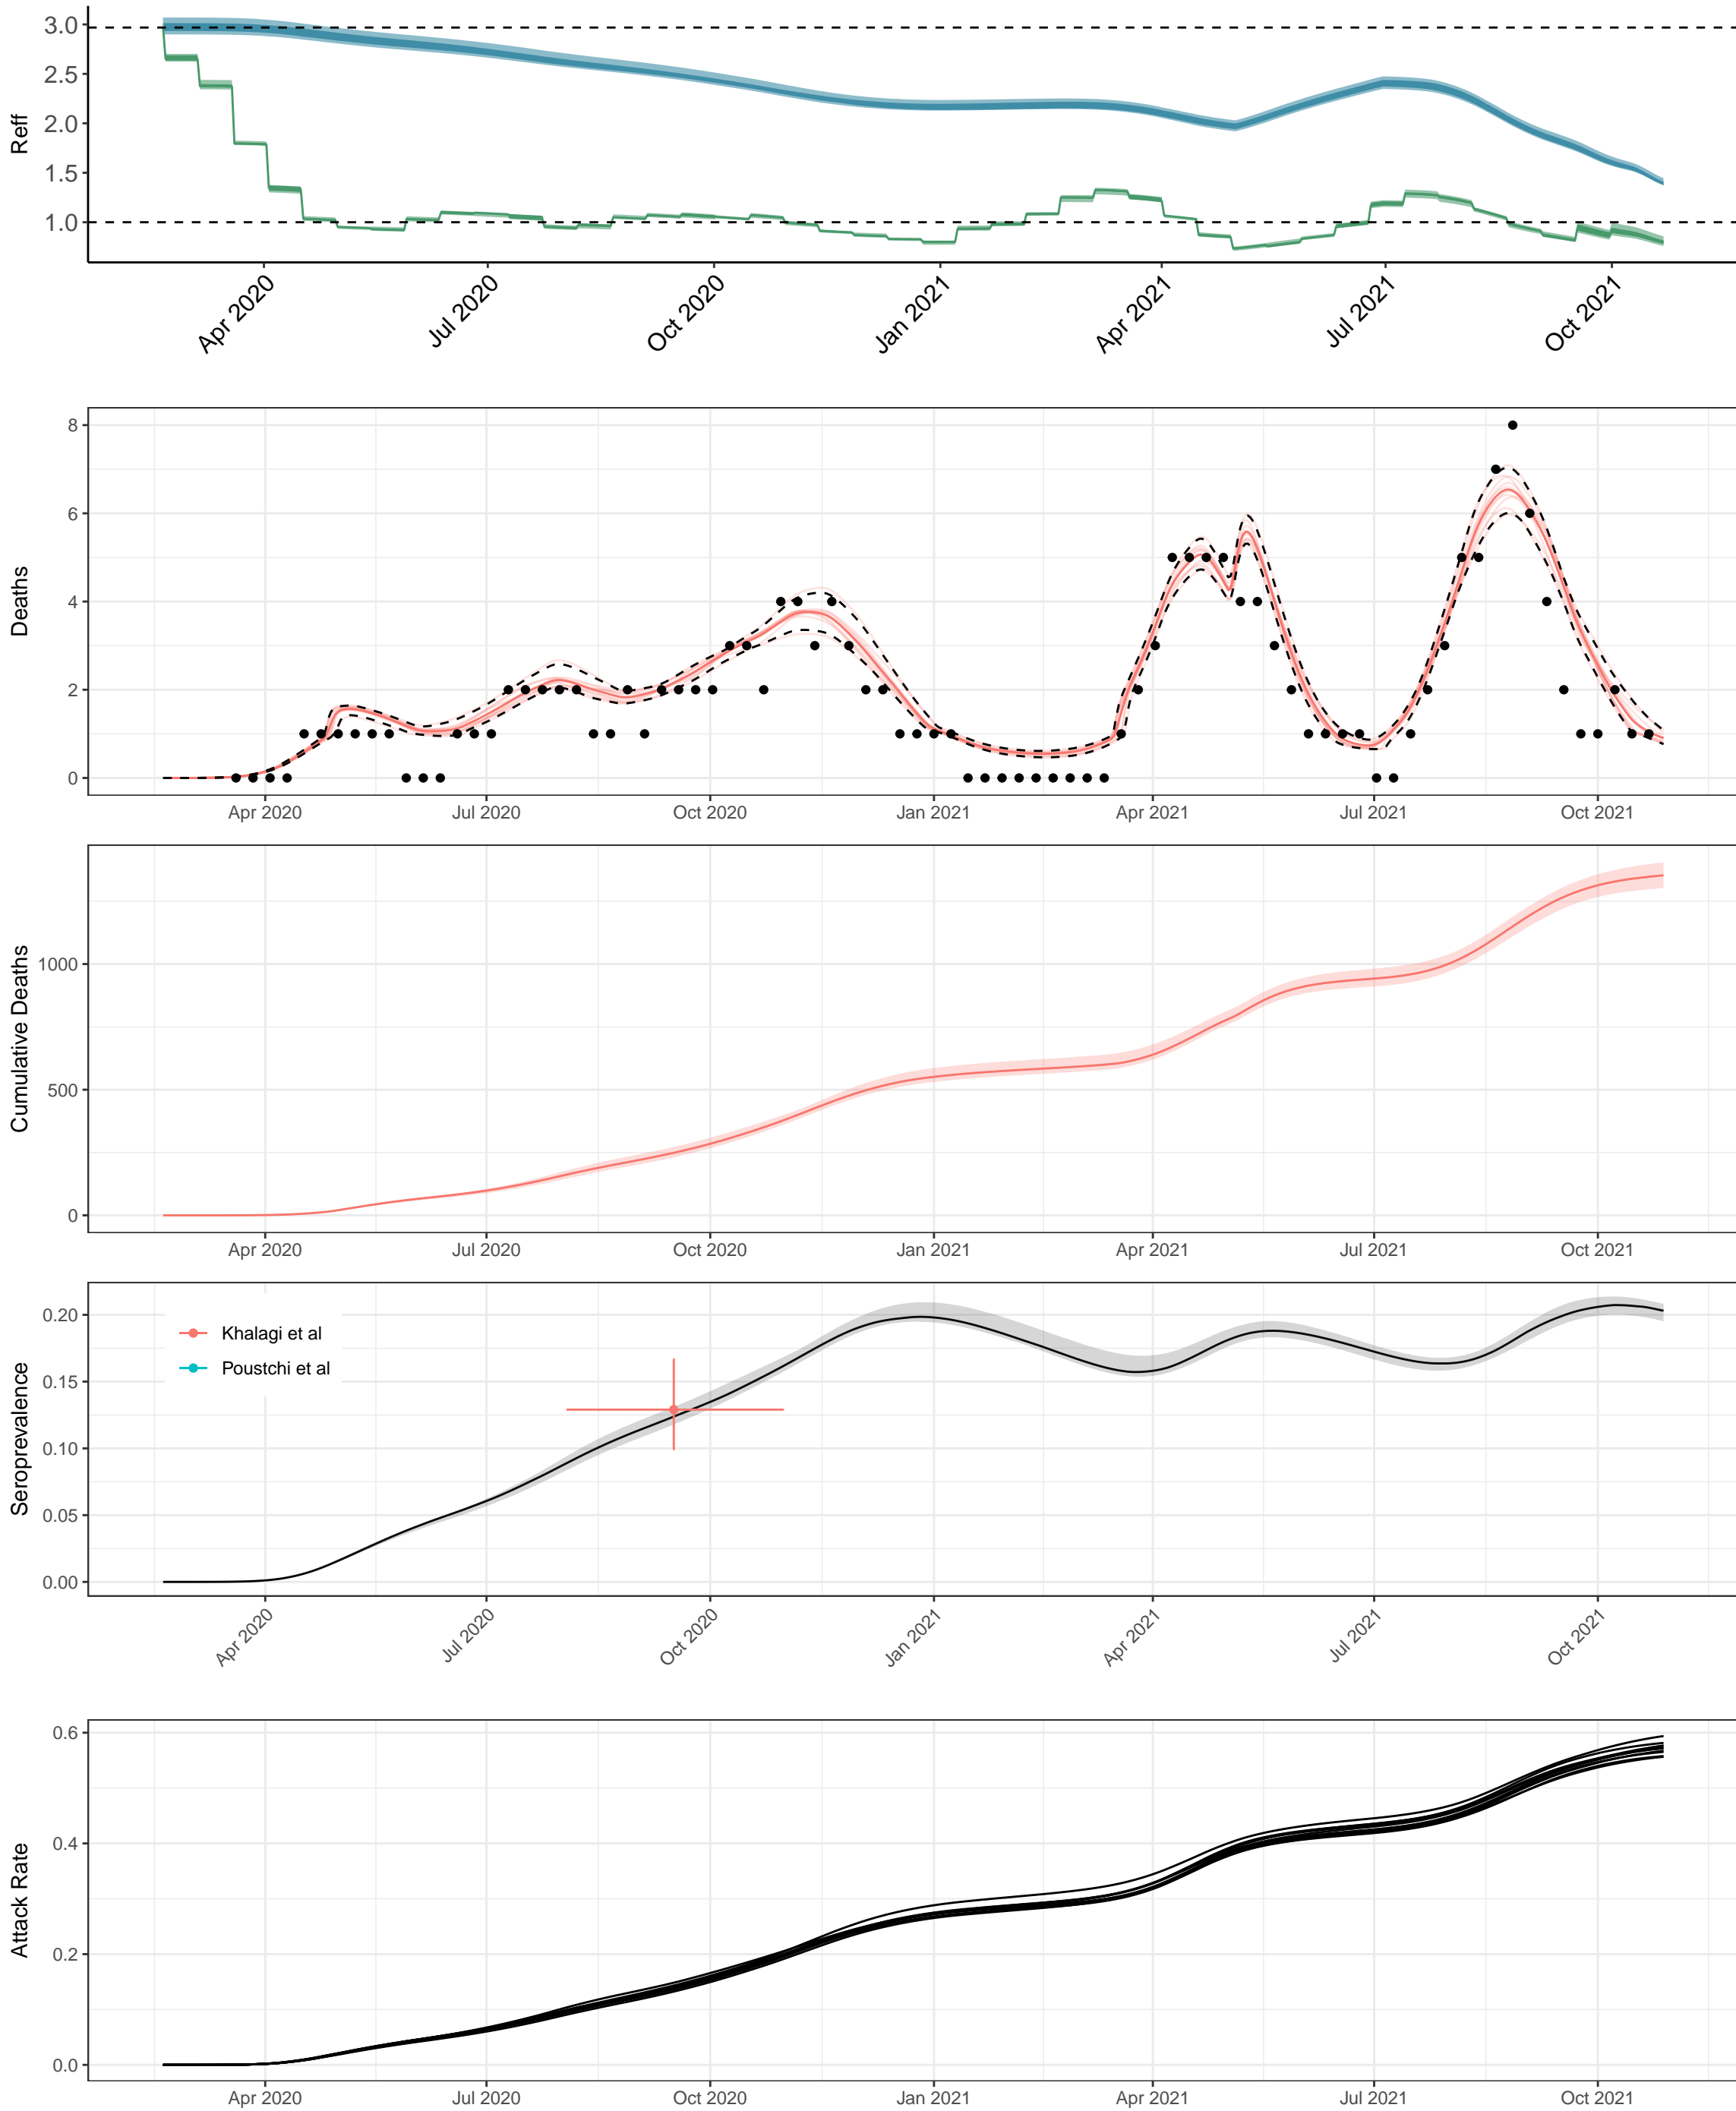 Reff
3.0
2.5
2.0
1.5
1.0
Apr 2020
Jul 2020
Oct 2020
Jan 2021
Apr 2021
Jul 2021
Oct 2021
Deaths
8
6
4
2
0
Apr 2020
Jul 2020
Oct 2020
Jan 2021
Apr 2021
Jul 2021
Oct 2021
Cumulative Deaths
1000
500
0
Apr 2020
Jul 2020
Oct 2020
Jan 2021
Apr 2021
Jul 2021
Oct 2021
Seroprevalence
0.20
0.15
0.10
0.05
0.00
Khalagi et al
Poustchi et al
Apr 2020
Jul 2020
Oct 2020
Jan 2021
Apr 2021
Jul 2021
Oct 2021
Attack Rate
0.6
0.4
0.2
0.0
Apr 2020
Jul 2020
Oct 2020
Jan 2021
Apr 2021
Jul 2021
Oct 2021